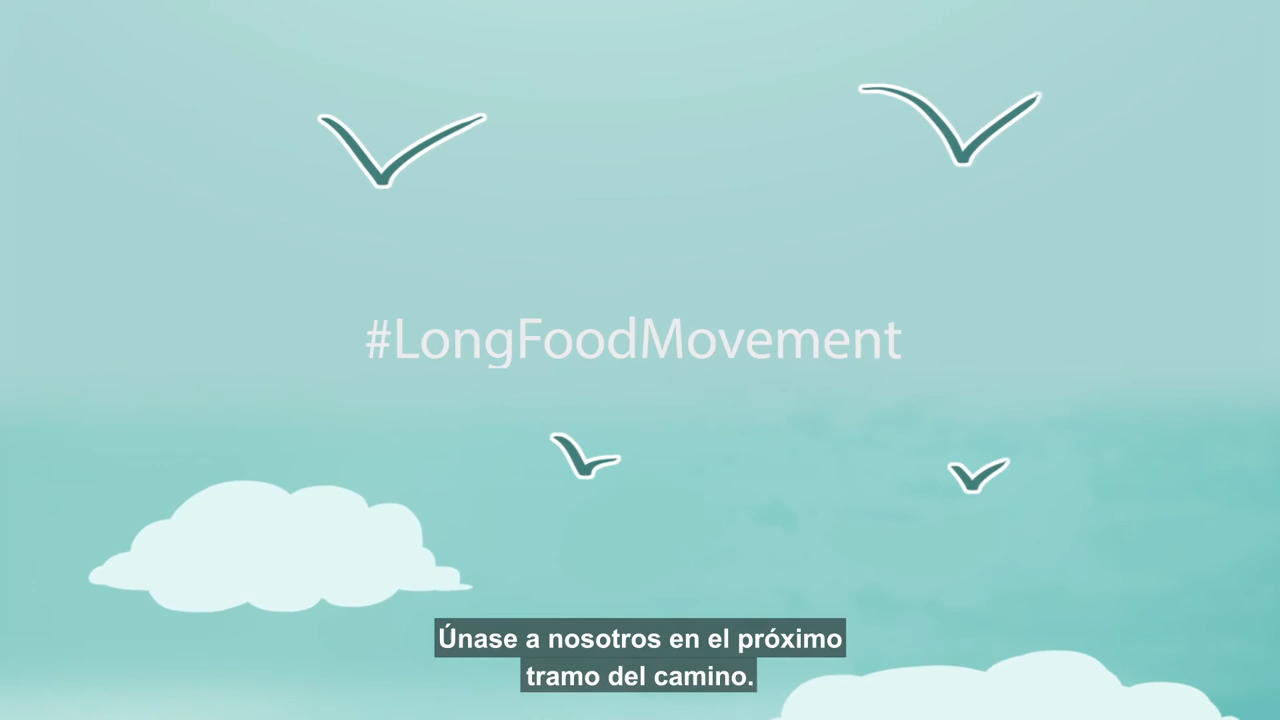 #LongFoodMovement
Únase a nosotros en el próximo
tramo del camino.